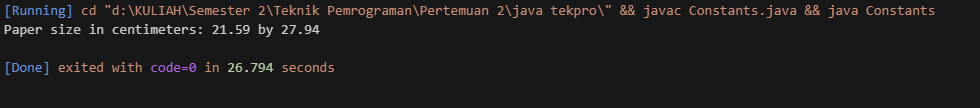 [Running] cd "d:\KULIAH\Semester 2\Teknik Pemrograman\Pertemuan 2\java tekpro\" && javac Constants.java && java Constants
Paper size in centimeters: 21.59 by 27.94
[Done] exited with code=0 in 26.794 seconds